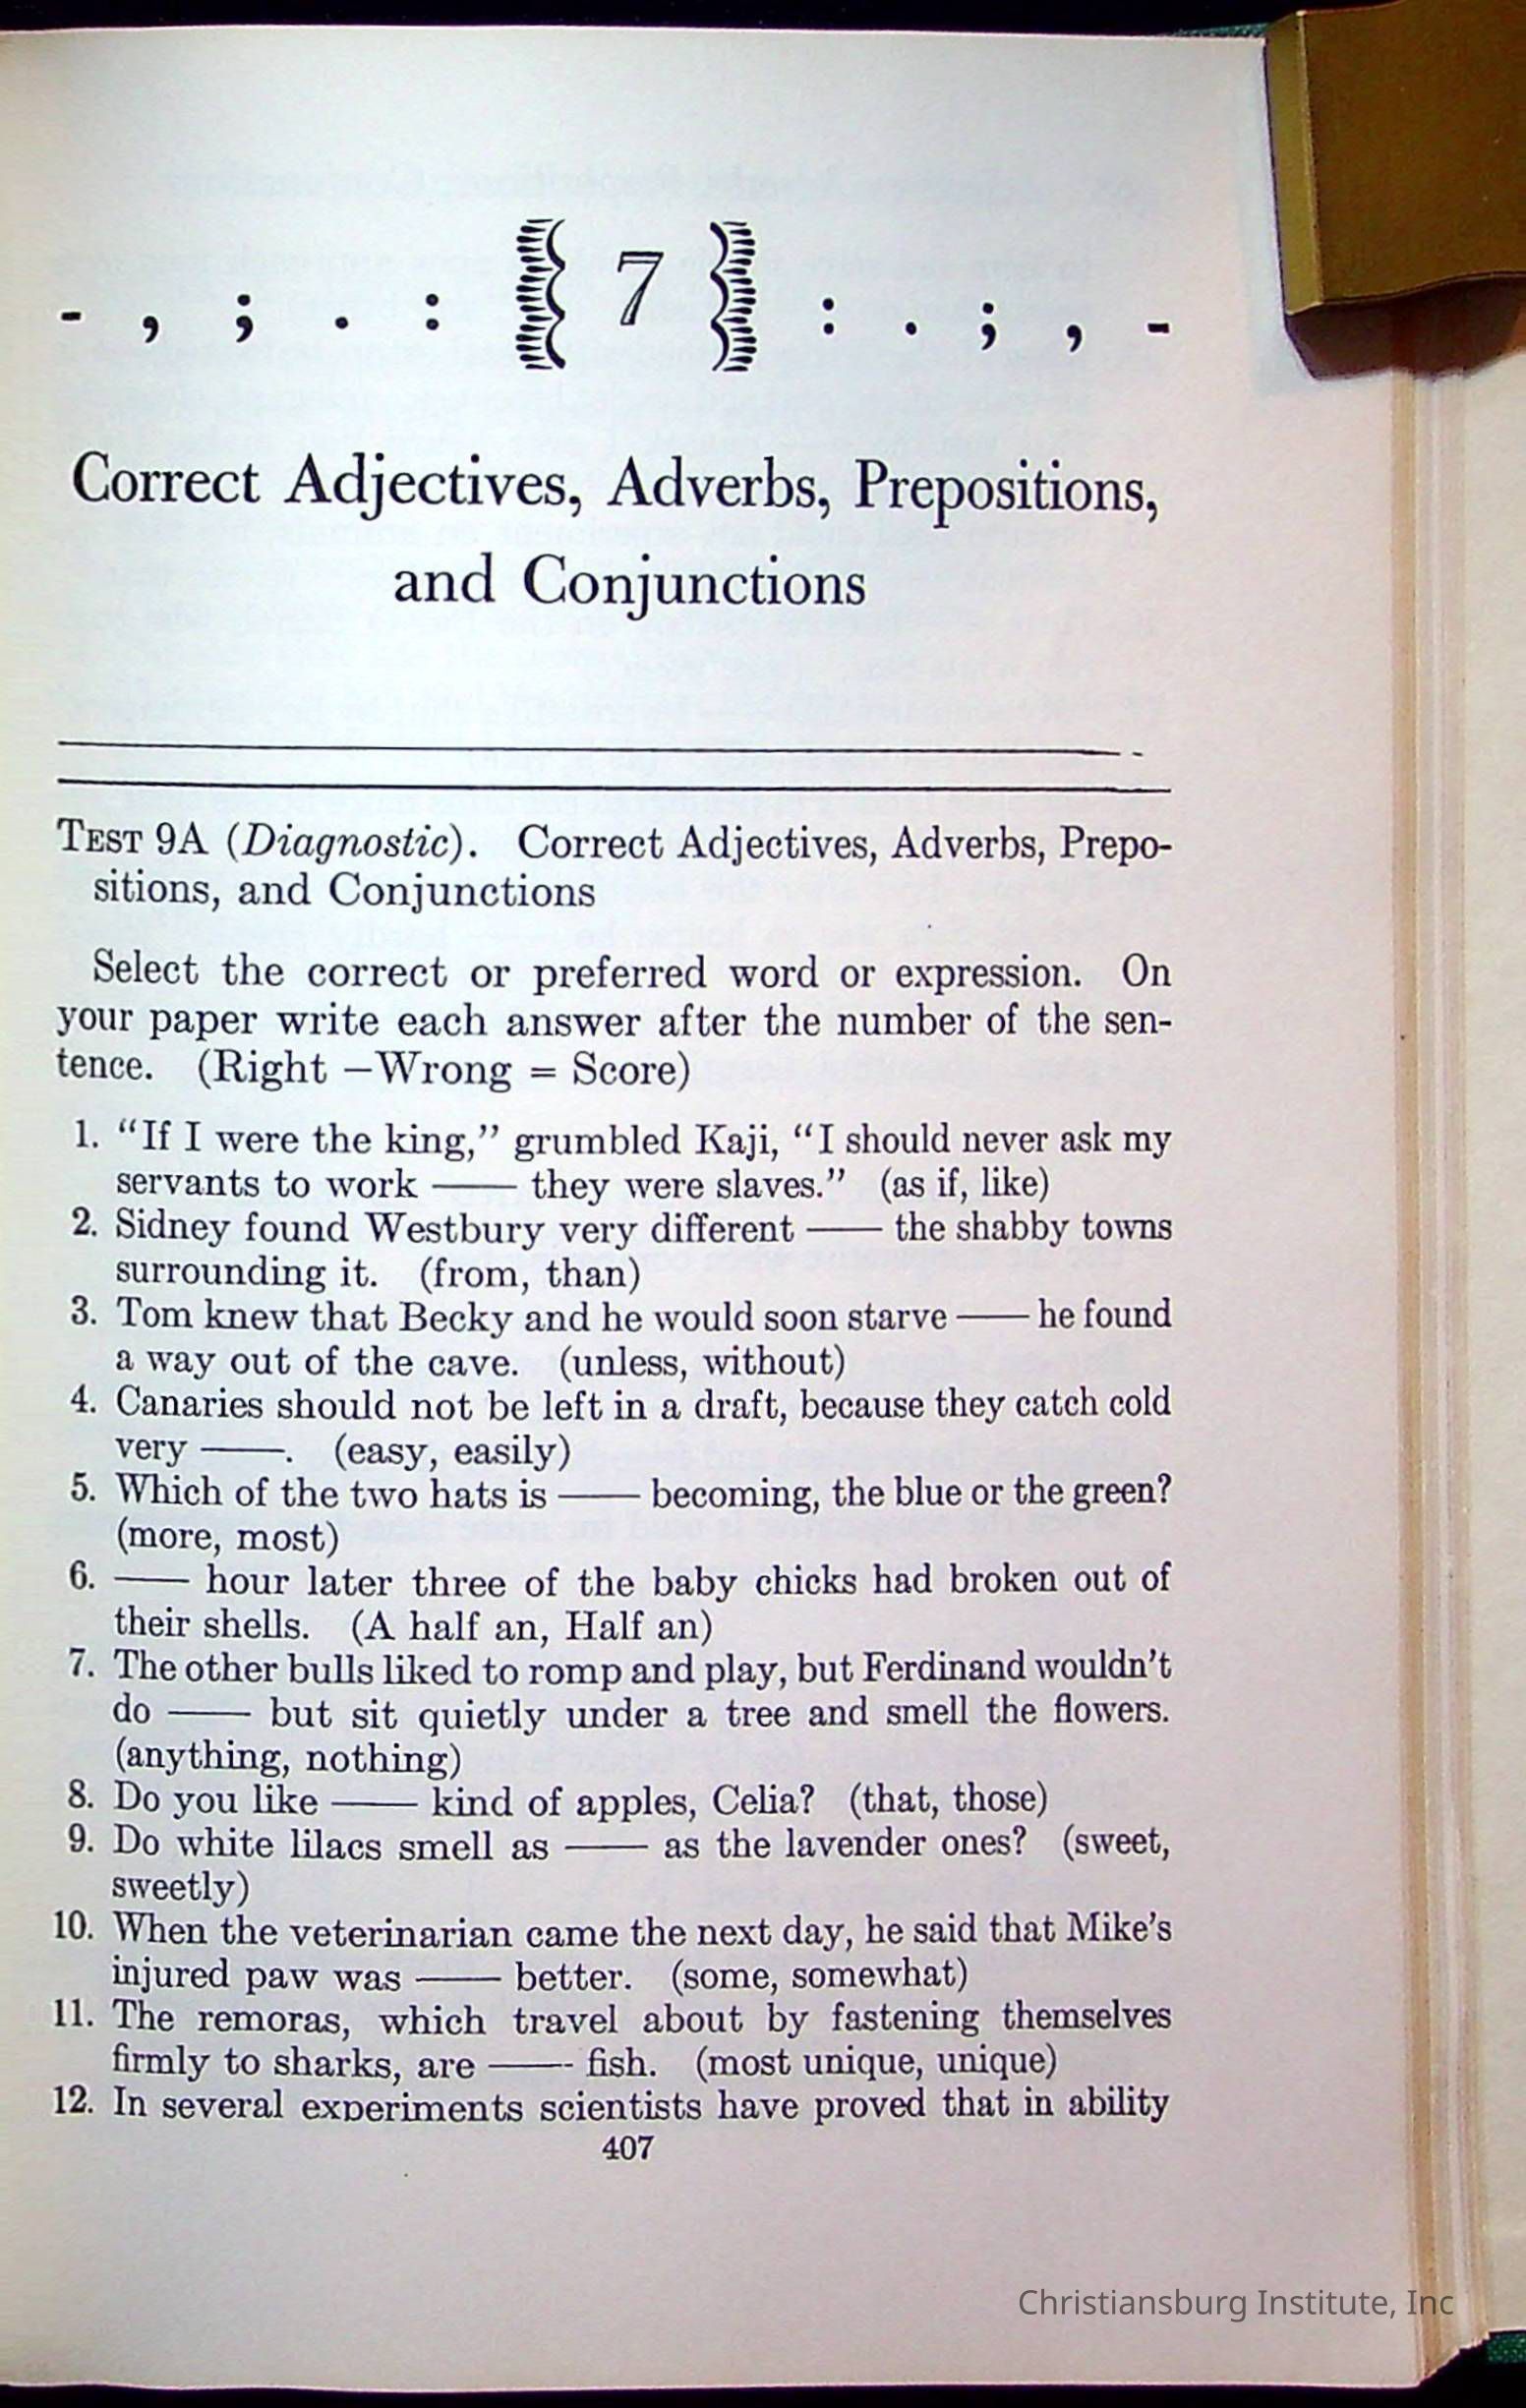 - , ; . : { 7 } : . ; , -
Correct Adjectives, Adverbs, Prepositions,
and Conjunctions
TEST 9A (Diagnostic). Correct Adjectives, Adverbs, Prepo-
sitions, and Conjunctions
Select the correct or preferred word or expression. On
your paper write each answer after the number of the sen-
tence. (Right –Wrong = Score)
1. “If I were the king,” grumbled Kaji, “I should never ask my
servants to work —— they were slaves.” (as if, like)
2. Sidney found Westbury very different —— the shabby towns
surrounding it. (from, than)
3. Tom knew that Becky and he would soon starve —— he found
a way out of the cave. (unless, without)
4. Canaries should not be left in a draft, because they catch cold
very ——. (easy, easily)
5. Which of the two hats is —— becoming, the blue or the green?
(more, most)
6. —— hour later three of the baby chicks had broken out of
their shells. (A half an, Half an)
7. The other bulls liked to romp and play, but Ferdinand wouldn’t
do —— but sit quietly under a tree and smell the flowers.
(anything, nothing)
8. Do you like —— kind of apples, Celia? (that, those)
9. Do white lilacs smell as —— as the lavender ones? (sweet,
sweetly)
10. When the veterinarian came the next day, he said that Mike’s
injured paw was —— better. (some, somewhat)
11. The remoras, which travel about by fastening themselves
firmly to sharks, are —— fish. (most unique, unique)
12. In several experiments scientists have proved that in ability
407
Christiansburg Institute, Inc